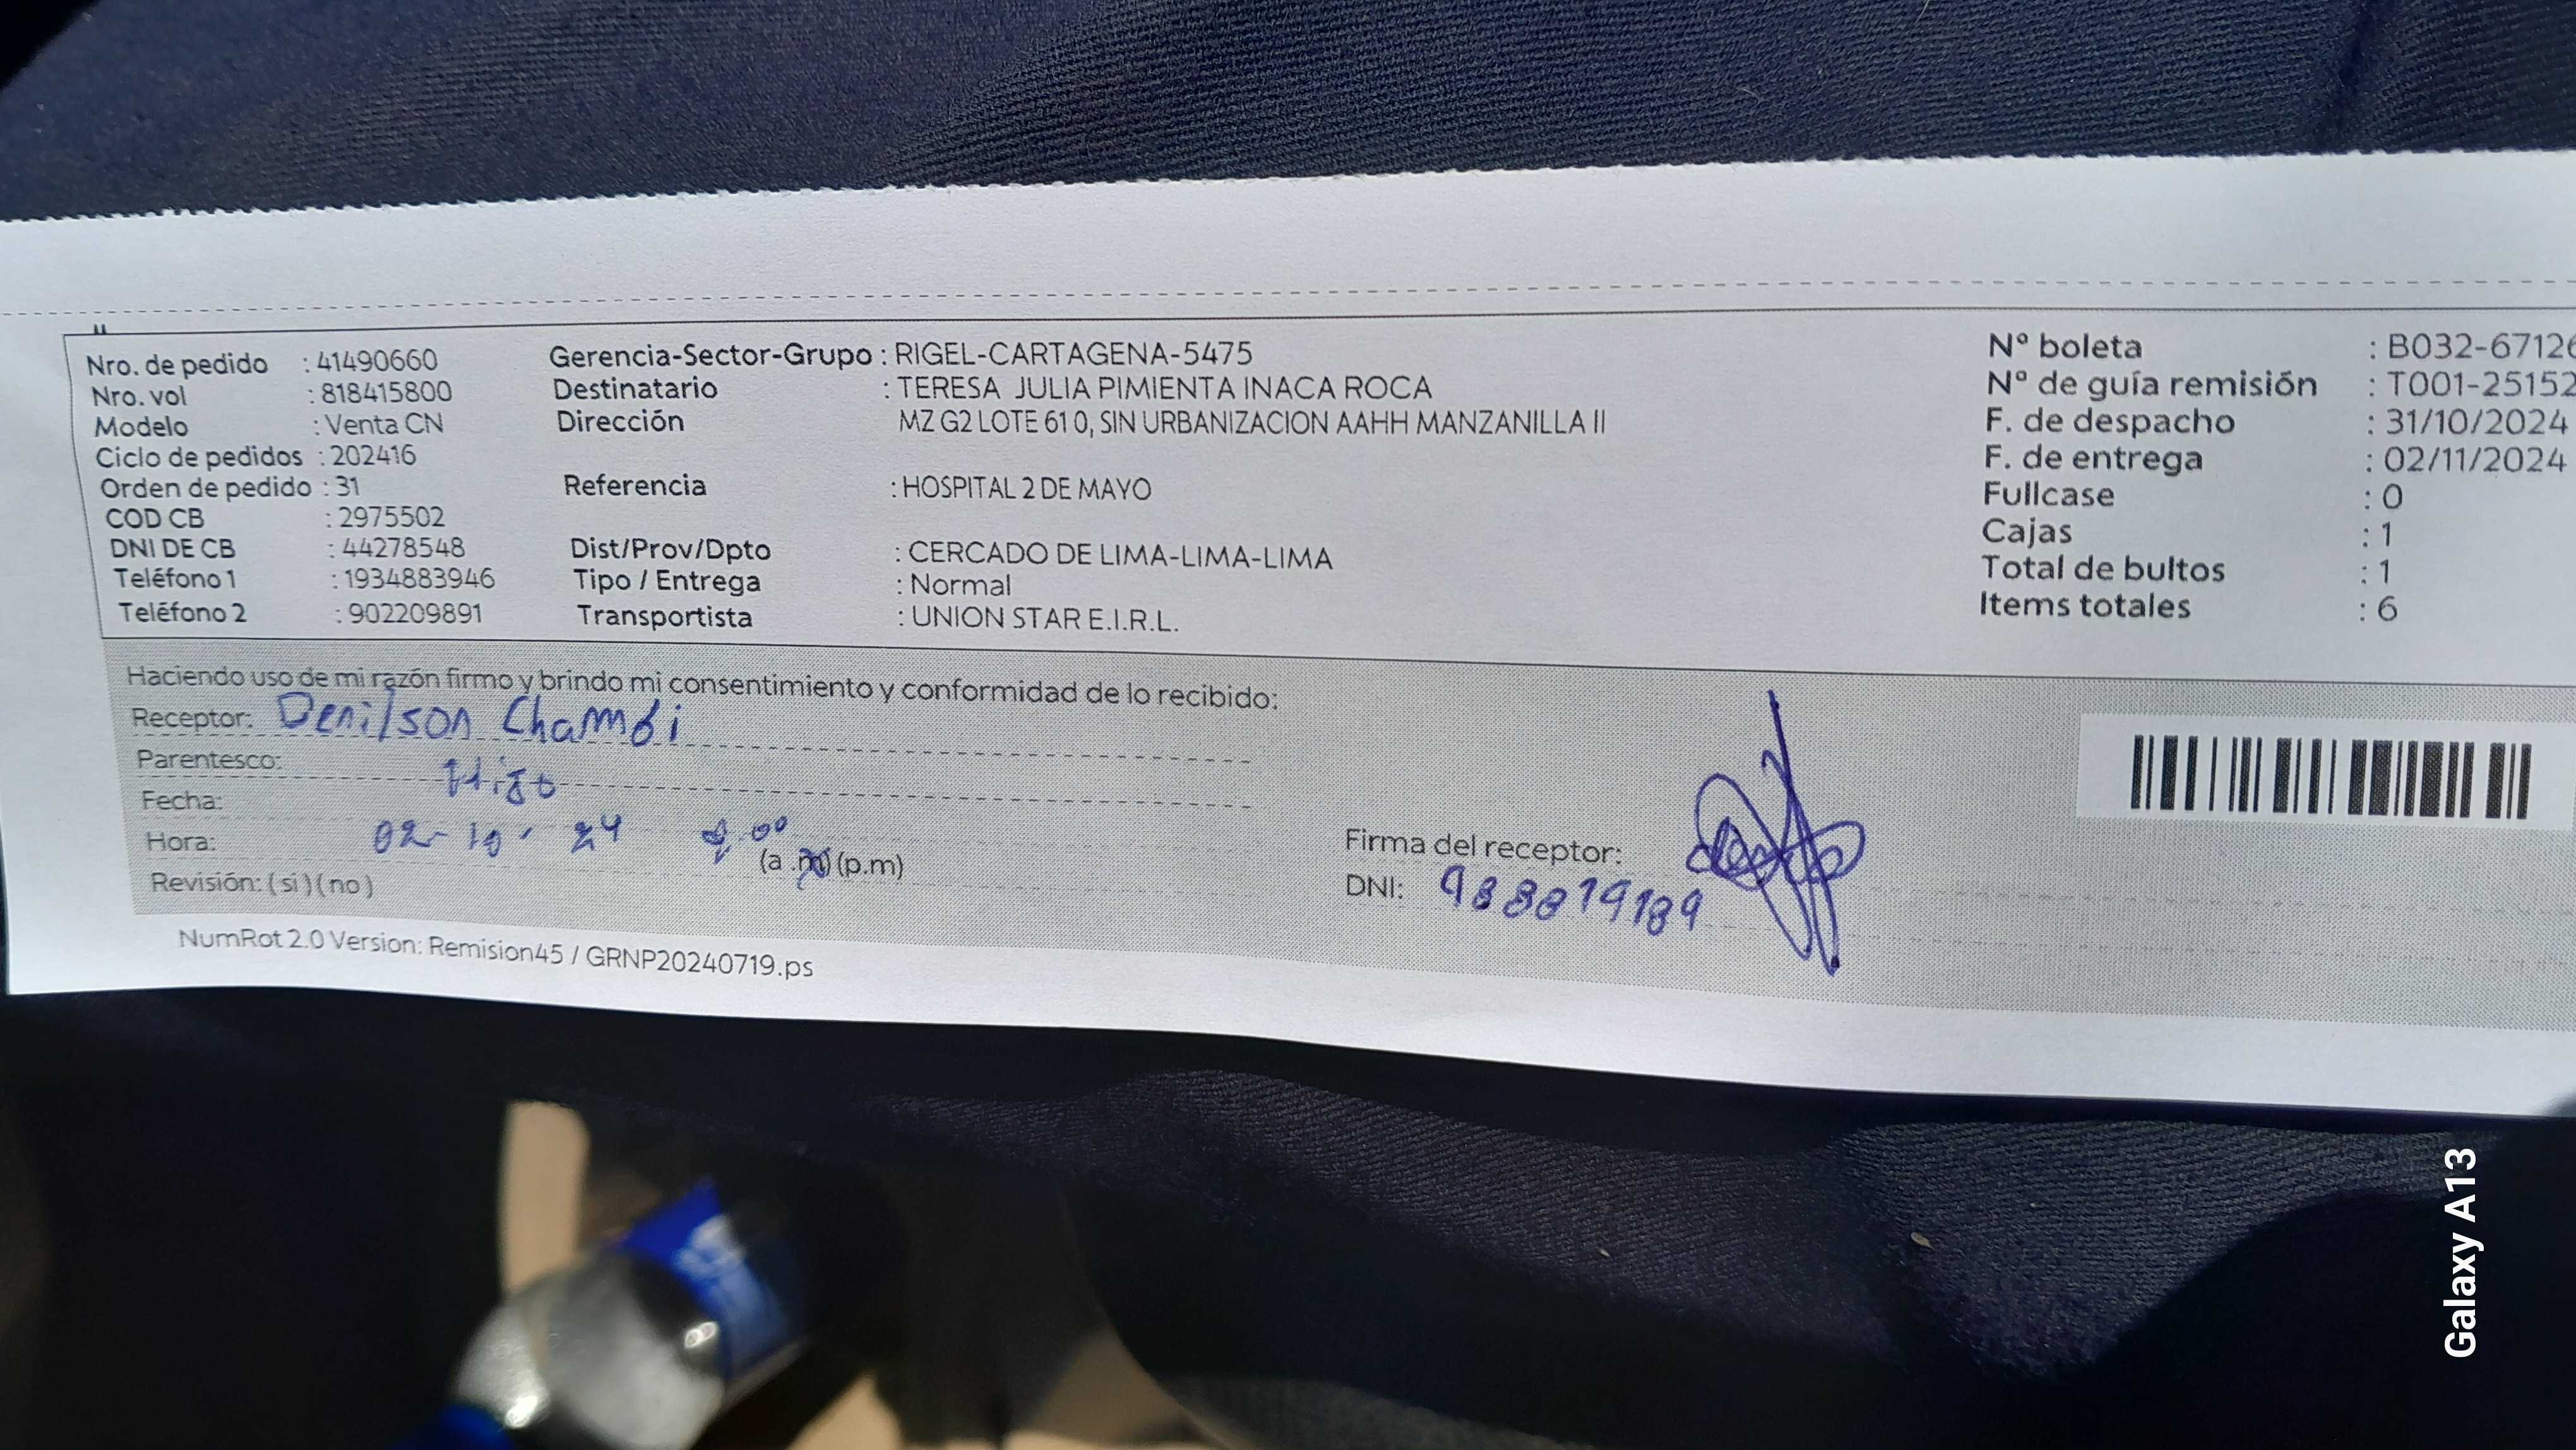 Nro. de pedido : 41490660
Nro. vol : 818415800
Modelo : Venta CN
Ciclo de pedidos : 202416
Orden de pedido : 31
COD CB : 2975502
DNI DE CB : 44278548
Teléfono 1 : 1934883946
Teléfono 2 : 902209891
Gerencia-Sector-Grupo : RIGEL-CARTAGENA-5475
Destinatario : TERESA JULIA PIMIENTA INACA ROCA
Dirección MZ G2 LOTE 61 0, SIN URBANIZACION AAHH MANZANILLA II
Referencia : HOSPITAL 2 DE MAYO
Dist/Prov/Dpto : CERCADO DE LIMA-LIMA-LIMA
Tipo / Entrega : Normal
Transportista : UNION STAR E.I.R.L.
Nº boleta : B032-67126
Nº de guía remisión : T001-25152
F. de despacho : 31/10/2024
F. de entrega : 02/11/2024
Fullcase : 0
Cajas : 1
Total de bultos : 1
Items totales : 6
Haciendo uso de mi razón firmo y brindo mi consentimiento y conformidad de lo recibido:
Receptor: Denilson Chambi
Parentesco: Hijo
Fecha:
Hora: 02-10-24 (a.m) (p.m)
Revisión: (si) (no)
Firma del receptor:
DNI: 988819189
NumRot 2.0 Version: Remision45 / GRNP20240719.ps
Galaxy A13